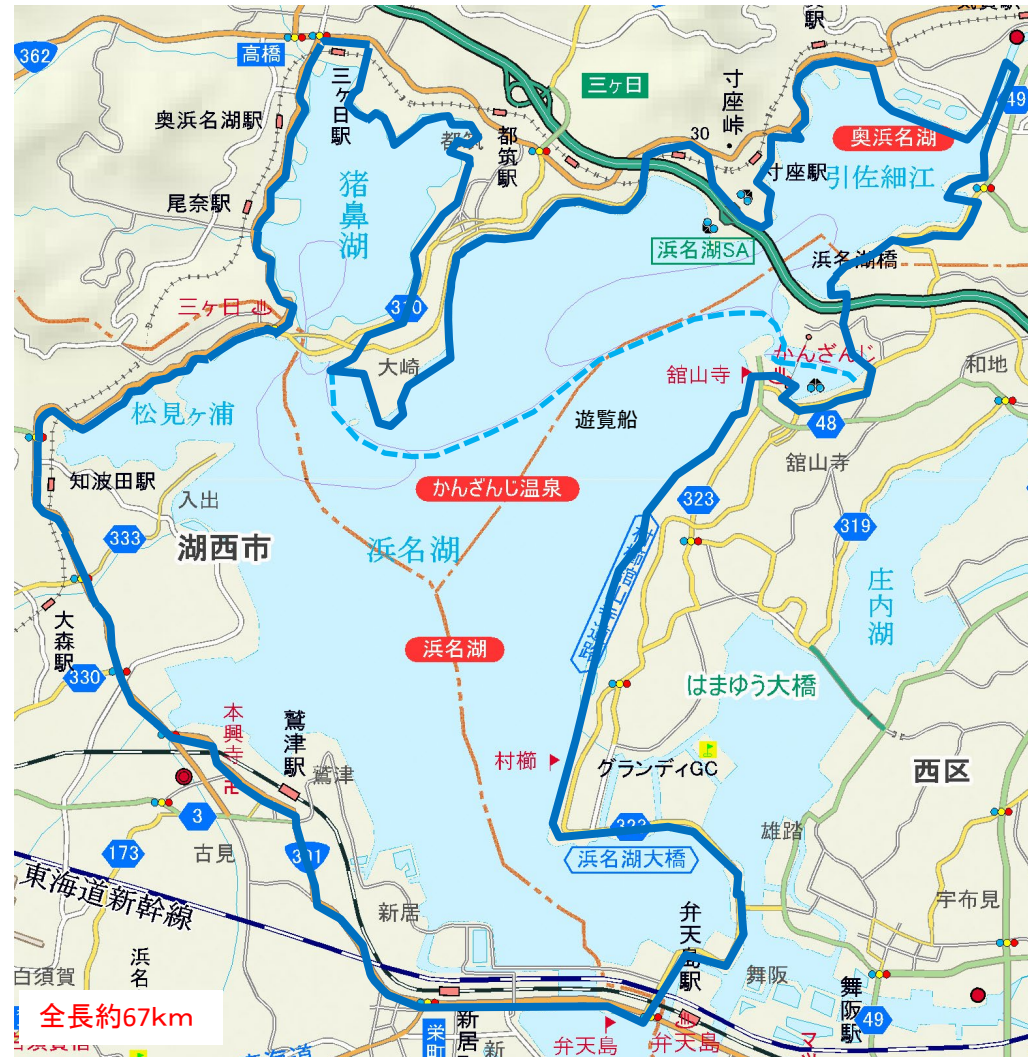 362
高橋
三ヶ日駅
三ヶ日
寸座峠
49
奥浜名湖駅
都筑
都筑駅
30
奥浜名湖
猪鼻湖
寸座駅
引佐細江
尾奈駅
浜名湖SA
浜名湖橋
三ヶ日
310
大崎
かんざんじ
舘山寺
和地
松見ヶ浦
遊覧船
48
舘山寺
知波田駅
入出
かんざんじ温泉
323
319
333
湖西市
浜名湖
庄内湖
大森駅
浜名湖
330
はまゆう大橋
本興寺
鷲津駅
鷲津
村櫛
グランディGC
西区
3
323
雄踏
173
古見
301
浜名湖大橋
東海道新幹線
新居
弁天島駅
宇布見
白須賀
浜名
舞阪
舞阪駅
全長約67km
栄町
新居
新
弁天島
弁天島
49